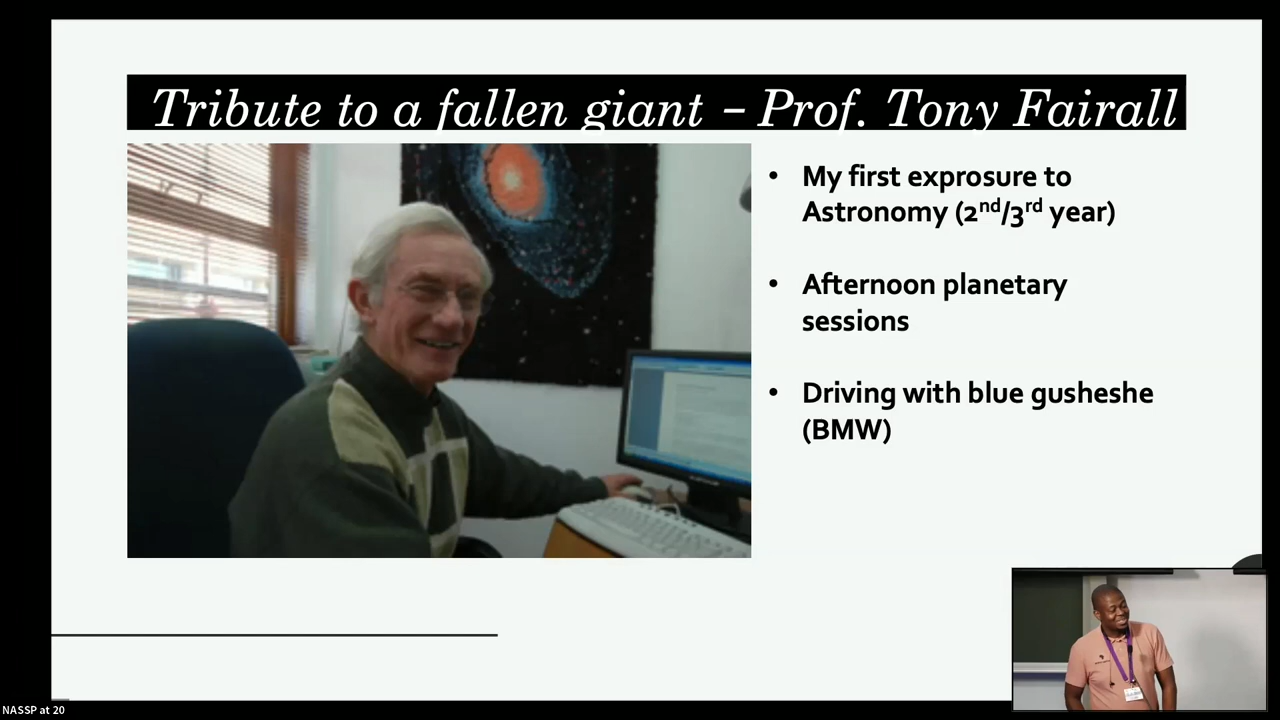 Tribute to a fallen giant – Prof. Tony Fairall
• My first exprosure to
Astronomy (2nd/3rd year)
• Afternoon planetary
sessions
• Driving with blue gusheshe
(BMW)
NASSP at 20